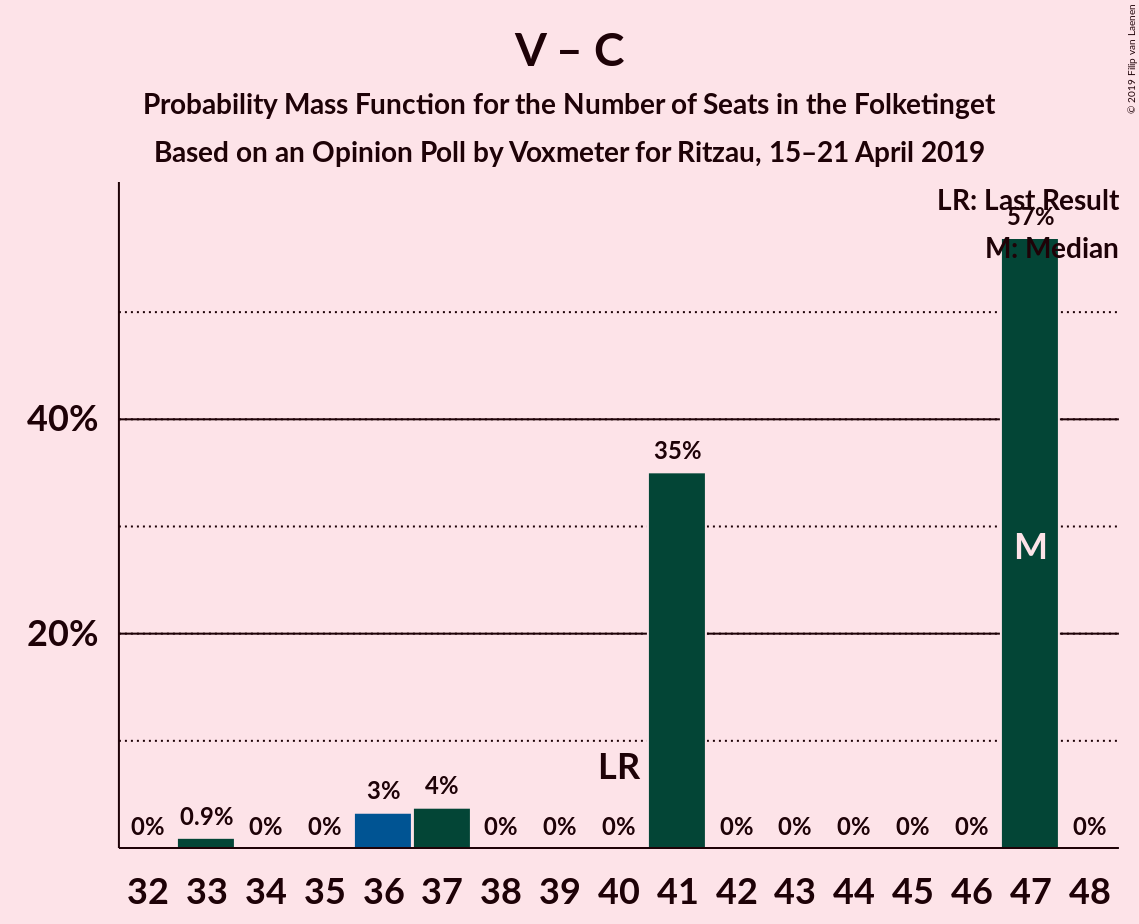 V – C
Probability Mass Function for the Number of Seats in the Folketinget
Based on an Opinion Poll by Voxmeter for Ritzau, 15–21 April 2019
© 2019 Filip van Laenen
LR: Last Result
57%
M: Median
40%
35%
M
20%
LR
3%
4%
0% 0.9% 0% 0% 0% 0% 0% 0% 0% 0% 0% 0% 0%
32 33 34 35 36 37 38 39 40 41 42 43 44 45 46 47 48